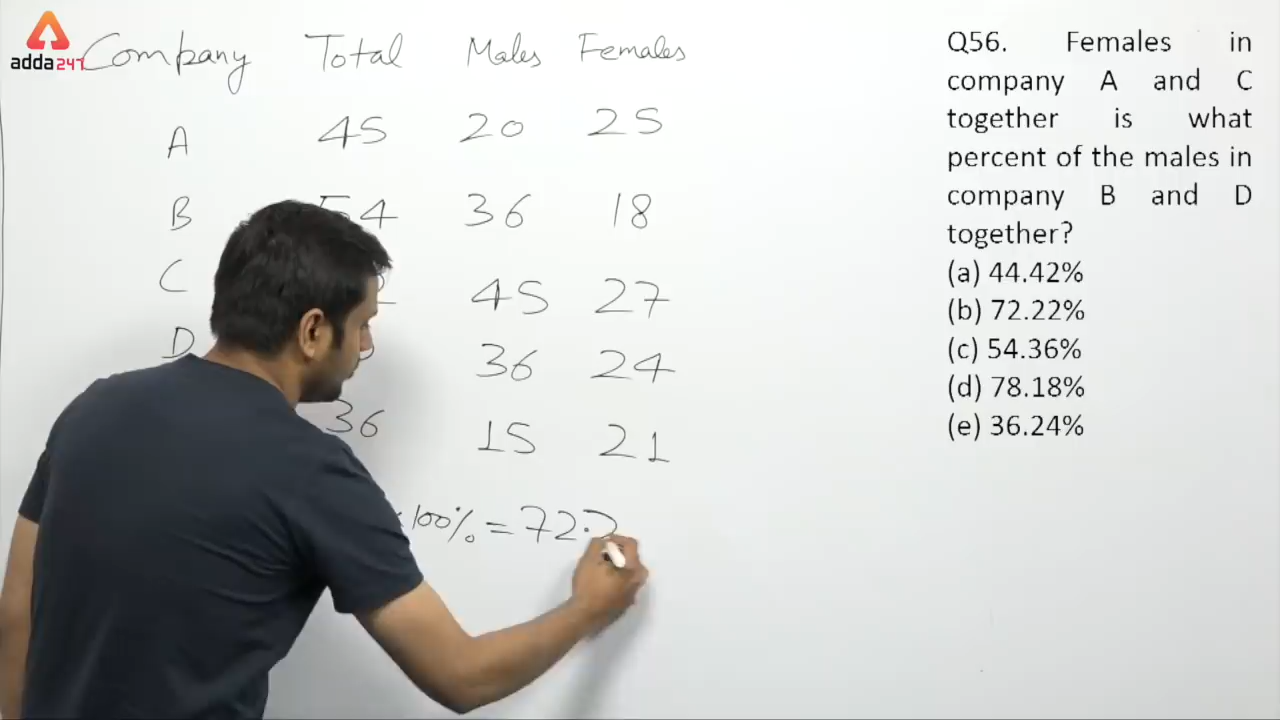 adda247
Company Total Males Females
A 45 20 25
B 54 36 18
C 45 27
D 36 24
36 15 21
100% = 72.2
Q56. Females in
company A and C
together is what
percent of the males in
company B and D
together?
(a) 44.42%
(b) 72.22%
(c) 54.36%
(d) 78.18%
(e) 36.24%